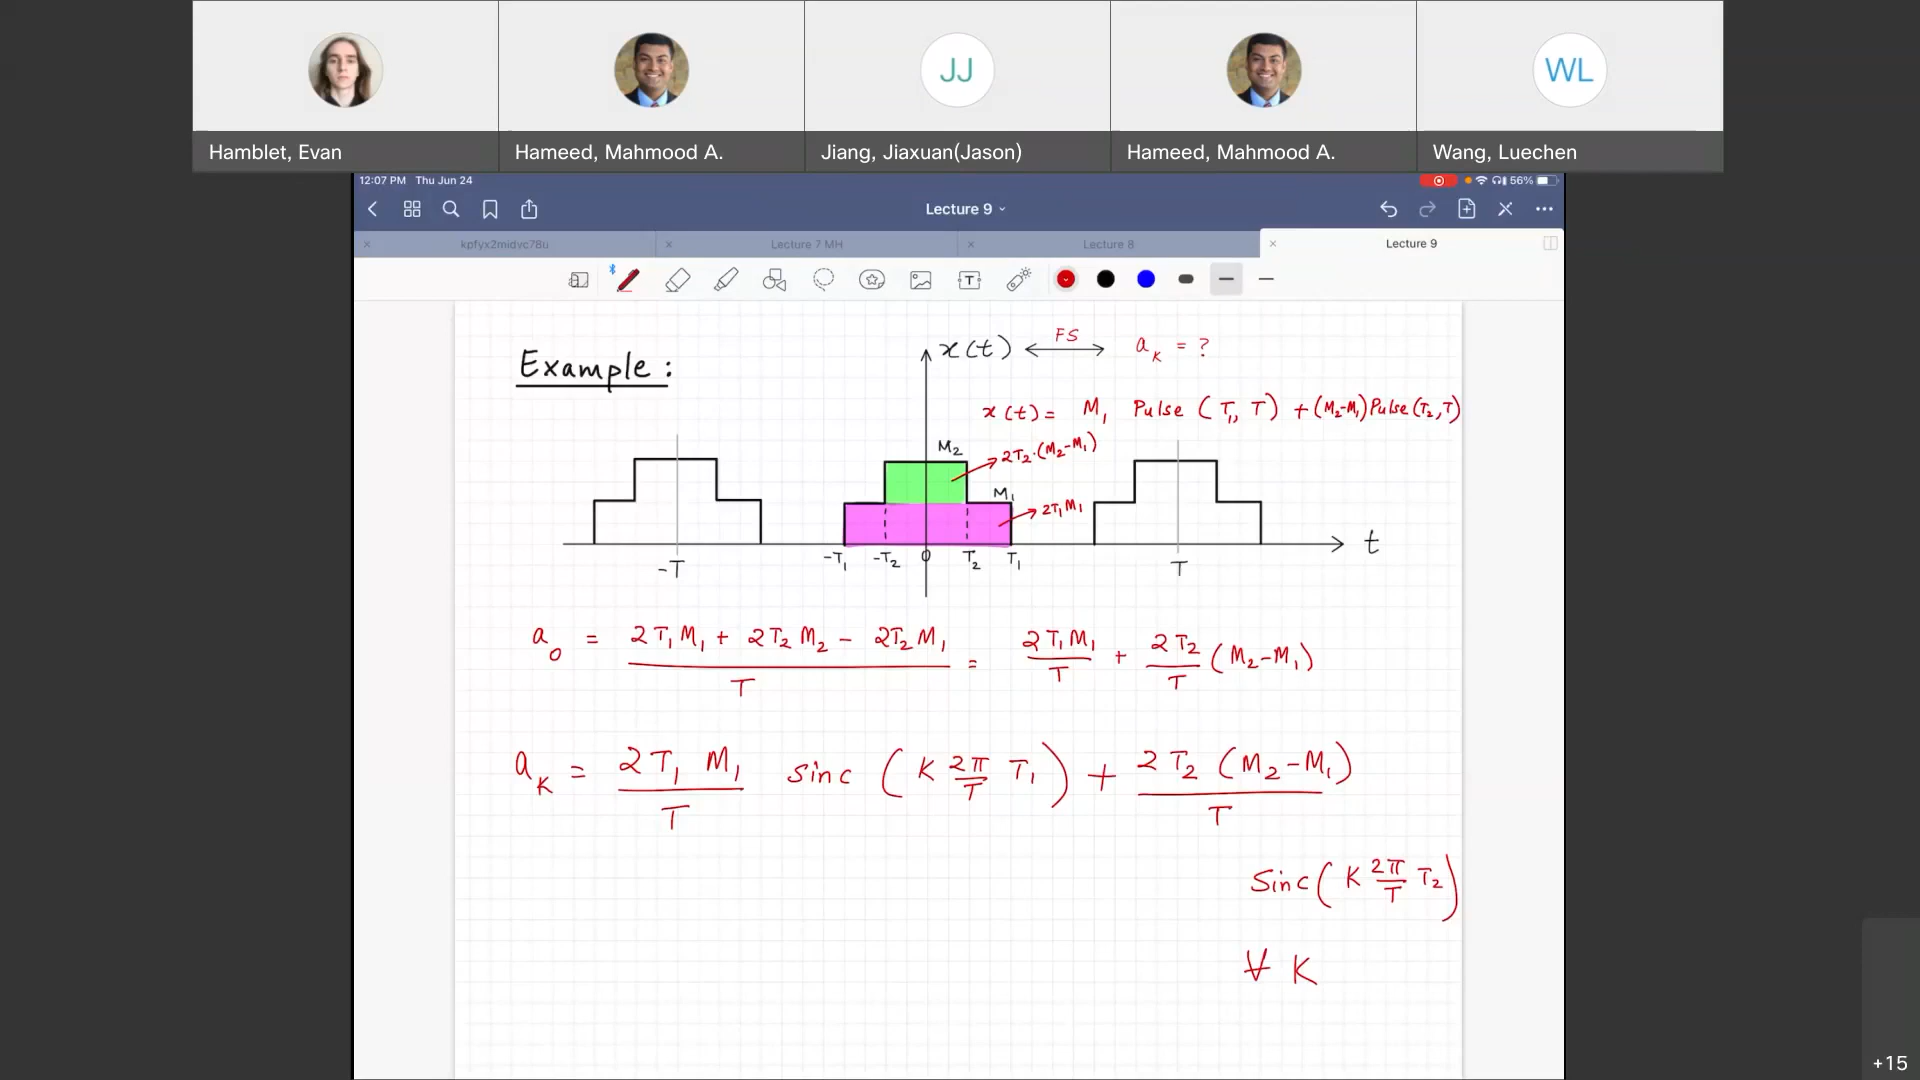 JJ
WL
Hamblet, Evan
Hameed, Mahmood A.
Jiang, Jiaxuan(Jason)
Hameed, Mahmood A.
Wang, Luechen
12:07 PM Thu Jun 24
56%
Lecture 9
kpfyx2midvc78u
Lecture 7 MH
Lecture 8
Lecture 9
T
Example :
x(t) ⟷ a_K = ?
FS
x(t) = M₁ Pulse (T₁, T) + (M₂-M₁) Pulse (T₂, T)
M₂
2T₂·(M₂-M₁)
M₁
2T₁M₁
t
-T
-T₁
-T₂
0
T₂
T₁
T
a₀ = (2T₁M₁ + 2T₂M₂ - 2T₂M₁)/T = 2T₁M₁/T + 2T₂/T (M₂-M₁)
a_K = 2T₁ M₁/T sinc (K 2π/T T₁) + 2T₂ (M₂-M₁)/T
Sinc (K 2π/T T₂)
∀ K
+15